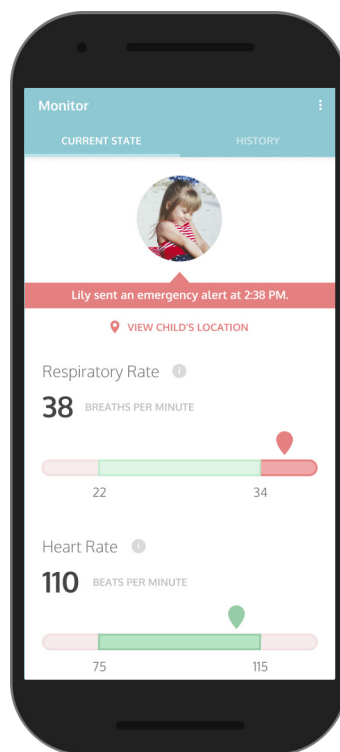 Monitor
CURRENT STATE HISTORY
Lily sent an emergency alert at 2:38 PM.
VIEW CHILD'S LOCATION
Respiratory Rate i
38 BREATHS PER MINUTE
22 34
Heart Rate i
110 BEATS PER MINUTE
75 115